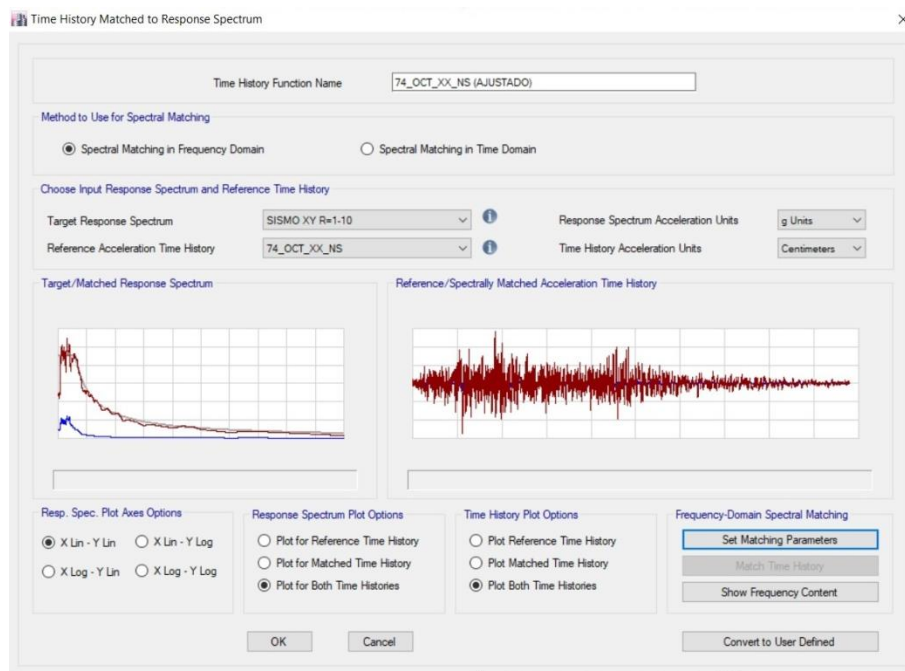 Time History Matched to Response Spectrum
Time History Function Name 74_OCT_XX_NS (AJUSTADO)
Method to Use for Spectral Matching
Spectral Matching in Frequency Domain Spectral Matching in Time Domain
Choose Input Response Spectrum and Reference Time History
Target Response Spectrum SISMO XY R=1-10 Response Spectrum Acceleration Units g Units
Reference Acceleration Time History 74_OCT_XX_NS Time History Acceleration Units Centimeters
Target/Matched Response Spectrum Reference/Spectrally Matched Acceleration Time History
Resp. Spec. Plot Axes Options Response Spectrum Plot Options Time History Plot Options Frequency-Domain Spectral Matching
X Lin - Y Lin X Lin - Y Log Plot for Reference Time History Plot Reference Time History Set Matching Parameters
Plot for Matched Time History Plot Matched Time History Match Time History
X Log - Y Lin X Log - Y Log Plot for Both Time Histories Plot Both Time Histories Show Frequency Content
OK Cancel Convert to User Defined